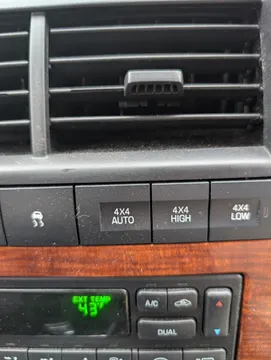 4X4
AUTO
4X4
HIGH
4X4
LOW
EXT TEMP
43°
A/C
DUAL